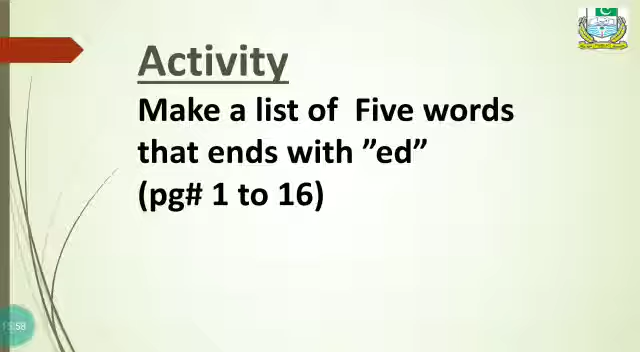 Activity
Make a list of Five words
that ends with ”ed”
(pg# 1 to 16)